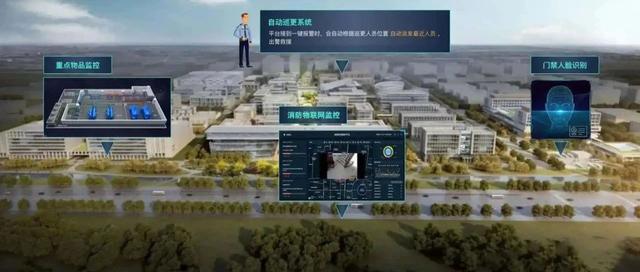 自动巡更系统
平台接到一键报警时，会自动根据巡更人员位置 自动派发最近人员，
出警救援
重点物品监控
门禁人脸识别
消防物联网监控